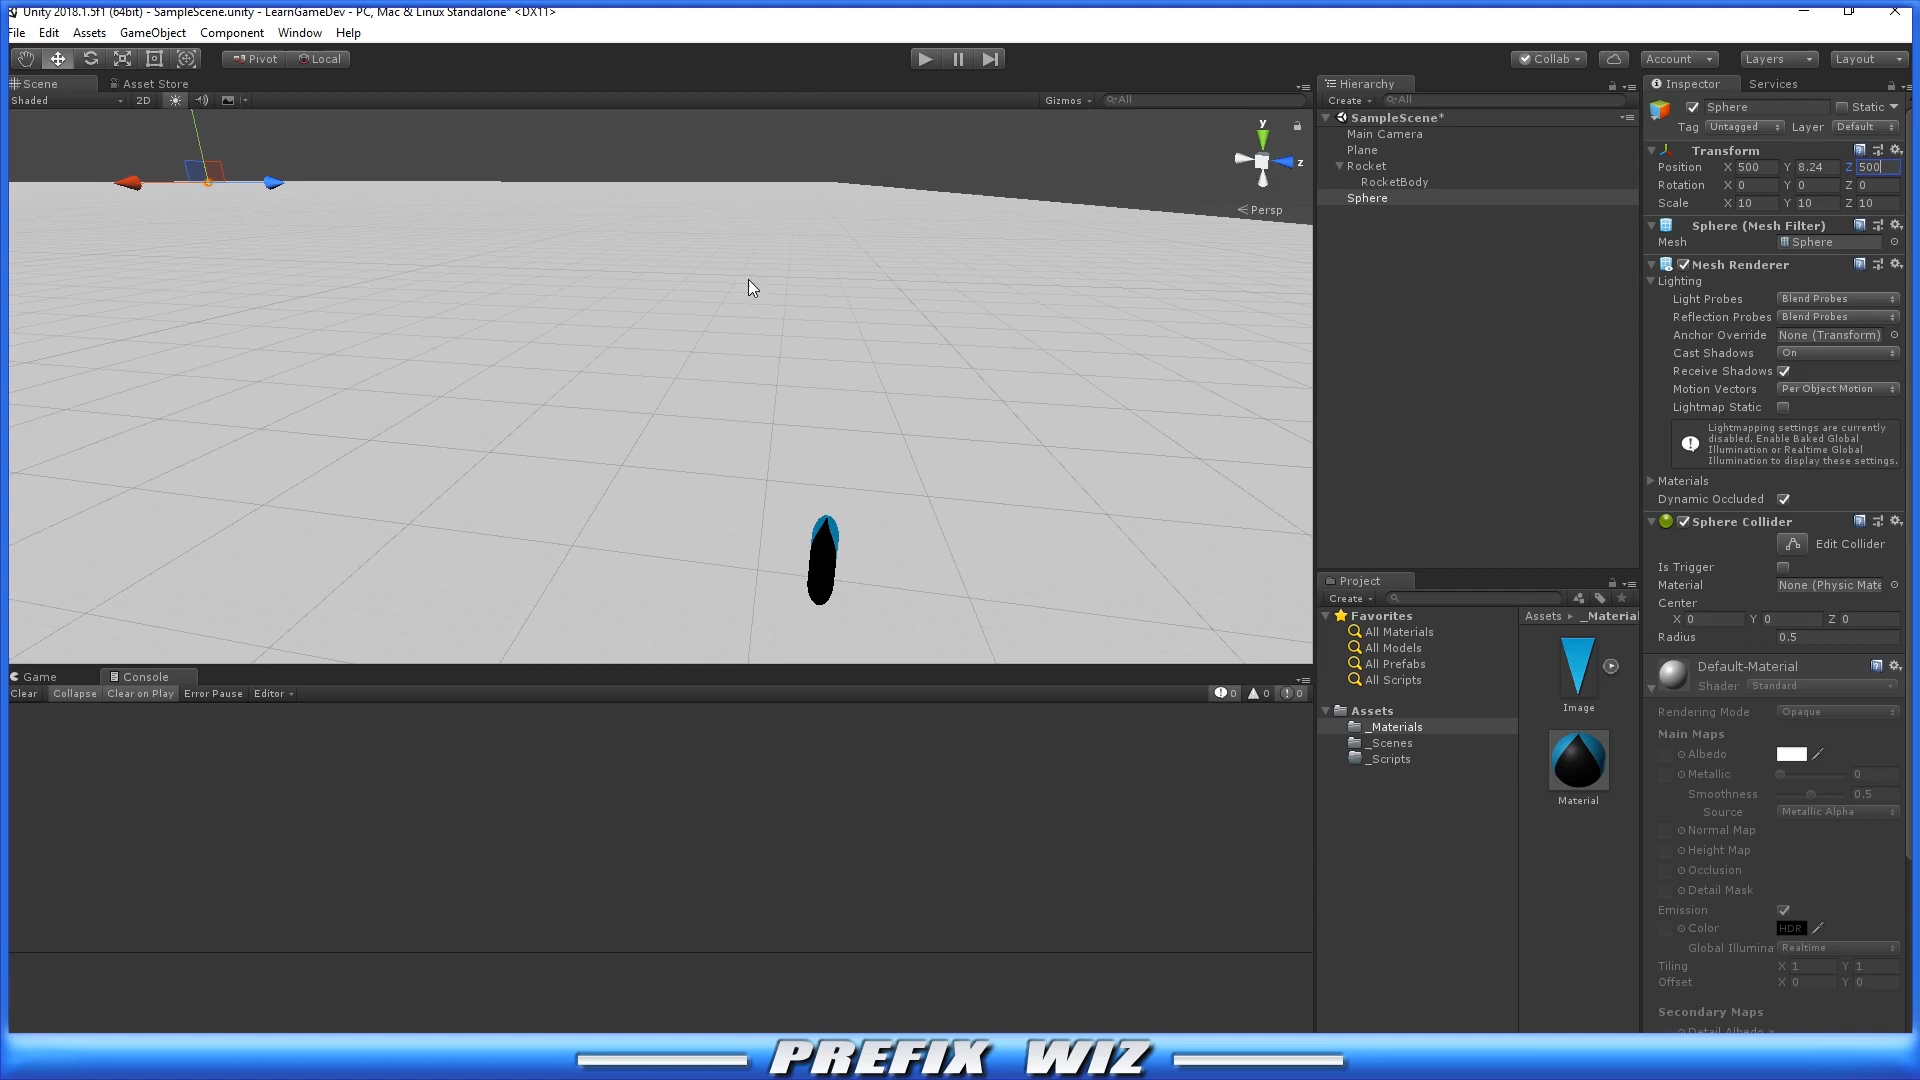 Unity 2018.1.5f1 (64bit) - SampleScene.unity - LearnGameDev - PC, Mac & Linux Standalone* <DX11>
File Edit Assets GameObject Component Window Help
Pivot Local Collab Account Layers Layout
Scene Asset Store
Shaded 2D Gizmos All
y
z
Persp
Hierarchy
Create All
SampleScene*
Main Camera
Plane
Rocket
RocketBody
Sphere
Inspector Services
Sphere Static
Tag Untagged Layer Default
Transform
Position X 500 Y 8.24 Z 500
Rotation X 0 Y 0 Z 0
Scale X 10 Y 10 Z 10
Sphere (Mesh Filter)
Mesh Sphere
Mesh Renderer
Lighting
Light Probes Blend Probes
Reflection Probes Blend Probes
Anchor Override None (Transform)
Cast Shadows On
Receive Shadows
Motion Vectors Per Object Motion
Lightmap Static
Lightmapping settings are currently
disabled. Enable Baked Global
Illumination or Realtime Global
Illumination to display these settings.
Materials
Dynamic Occluded
Sphere Collider
Edit Collider
Is Trigger
Material None (Physic Mate
Center
X 0 Y 0 Z 0
Radius 0.5
Default-Material
Shader Standard
Rendering Mode Opaque
Main Maps
Albedo
Metallic 0
Smoothness 0.5
Source Metallic Alpha
Normal Map
Height Map
Occlusion
Detail Mask
Emission
Color HDR
Global Illumina Realtime
Tiling X 1 Y 1
Offset X 0 Y 0
Secondary Maps
Project
Create
Favorites
All Materials
All Models
All Prefabs
All Scripts
Assets
_Materials
_Scenes
_Scripts
Assets _Material
Image
Material
Game Console
Clear Collapse Clear on Play Error Pause Editor 0 0 0
PREFIX WIZ